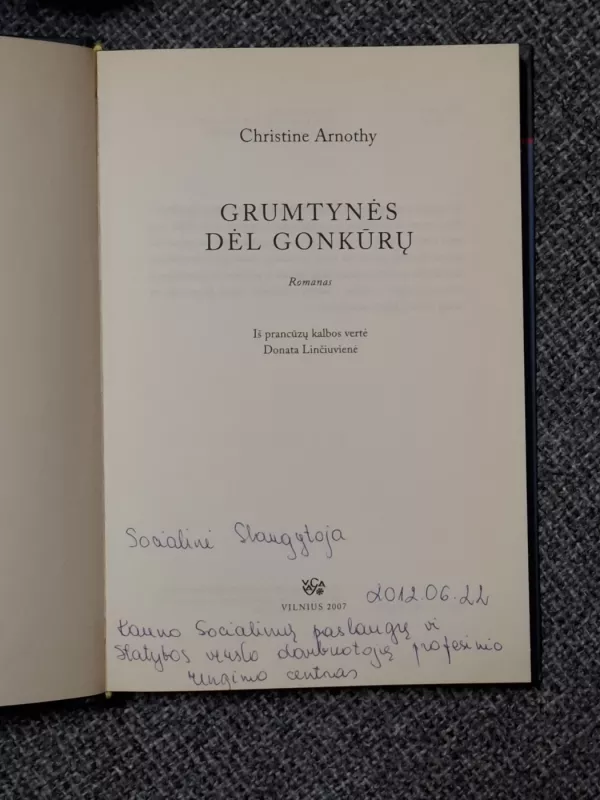 Christine Arnothy
GRUMTYNĖS
DĖL GONKŪRŲ
Romanas
Iš prancūzų kalbos vertė
Donata Linčiuvienė
Socialinė Slaugytoja
VAGA
VILNIUS 2007
2012.06.22
Kauno Socialinių paslaugų ir
Statybos verslo darbuotojų profesinio
rengimo centras